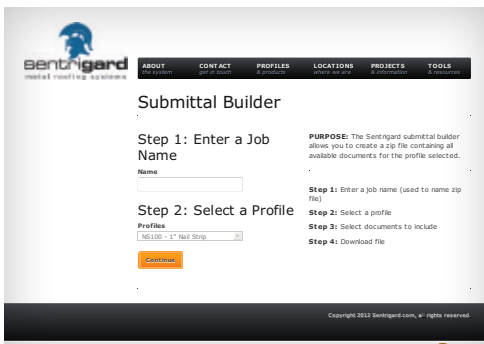 sentrigard
metal roofing systems
ABOUT CONTACT PROFILES LOCATIONS PROJECTS TOOLS
the system get in touch & products where we are & information & resources
Submittal Builder
Step 1: Enter a Job
Name
Name
Step 2: Select a Profile
Profiles
NS100 - 1" Nail Strip
Continue
PURPOSE: The Sentrigard submittal builder
allows you to create a zip file containing all
available documents for the profile selected.
Step 1: Enter a job name (used to name zip
file)
Step 2: Select a profile
Step 3: Select documents to include
Step 4: Download file
Copyright 2012 Sentrigard.com, all rights reserved.